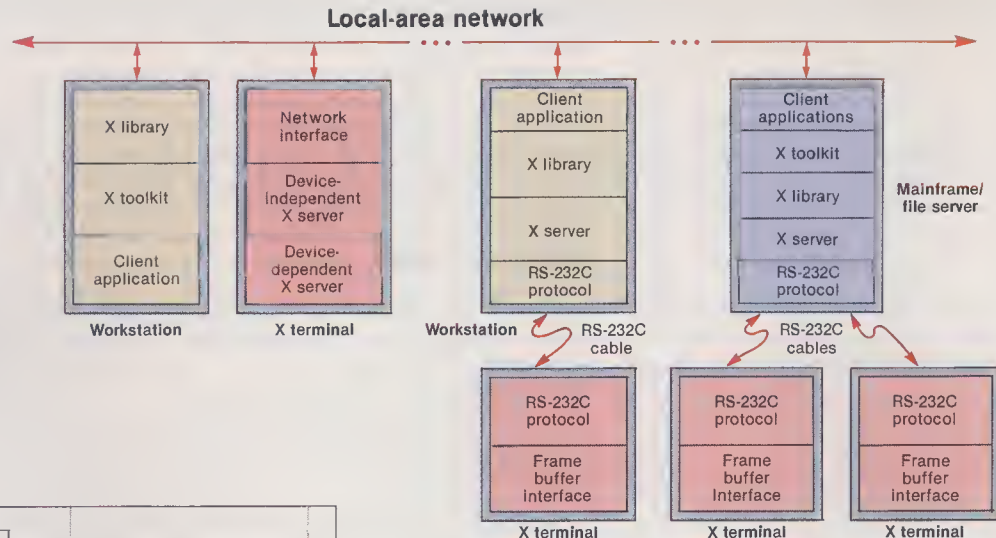 Local-area network
X library
X toolkit
Client
application
Workstation
Network
interface
Device-
independent
X server
Device-
dependent
X server
X terminal
Client
application
X library
X server
RS-232C
protocol
Workstation
RS-232C
cable
Client
applications
X toolkit
X library
X server
RS-232C
protocol
Mainframe/
file server
RS-232C
cables
RS-232C
protocol
Frame
buffer
interface
X terminal
RS-232C
protocol
Frame
buffer
Interface
X terminal
RS-232C
protocol
Frame
buffer
interface
X terminal